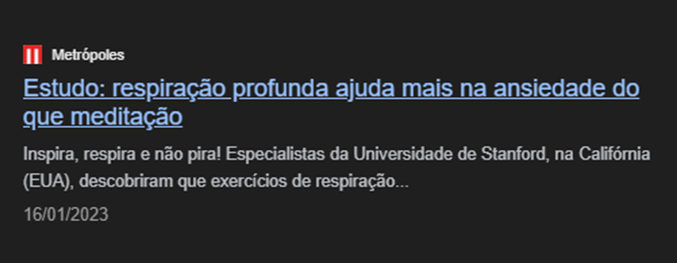 Metrópoles
Estudo: respiração profunda ajuda mais na ansiedade do
que meditação
Inspira, respira e não pira! Especialistas da Universidade de Stanford, na Califórnia
(EUA), descobriram que exercícios de respiração...
16/01/2023